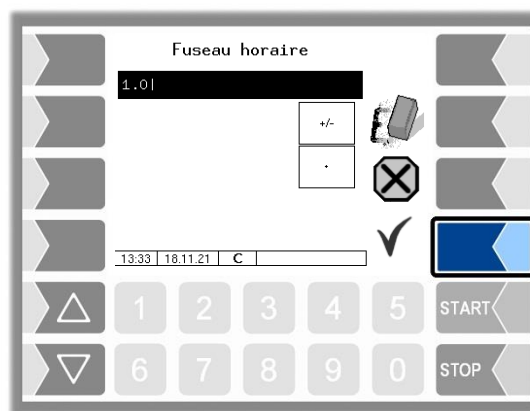 Fuseau horaire
1.0|
+/-
.
13:33 18.11.21 C
1 2 3 4 5 START
6 7 8 9 0 STOP